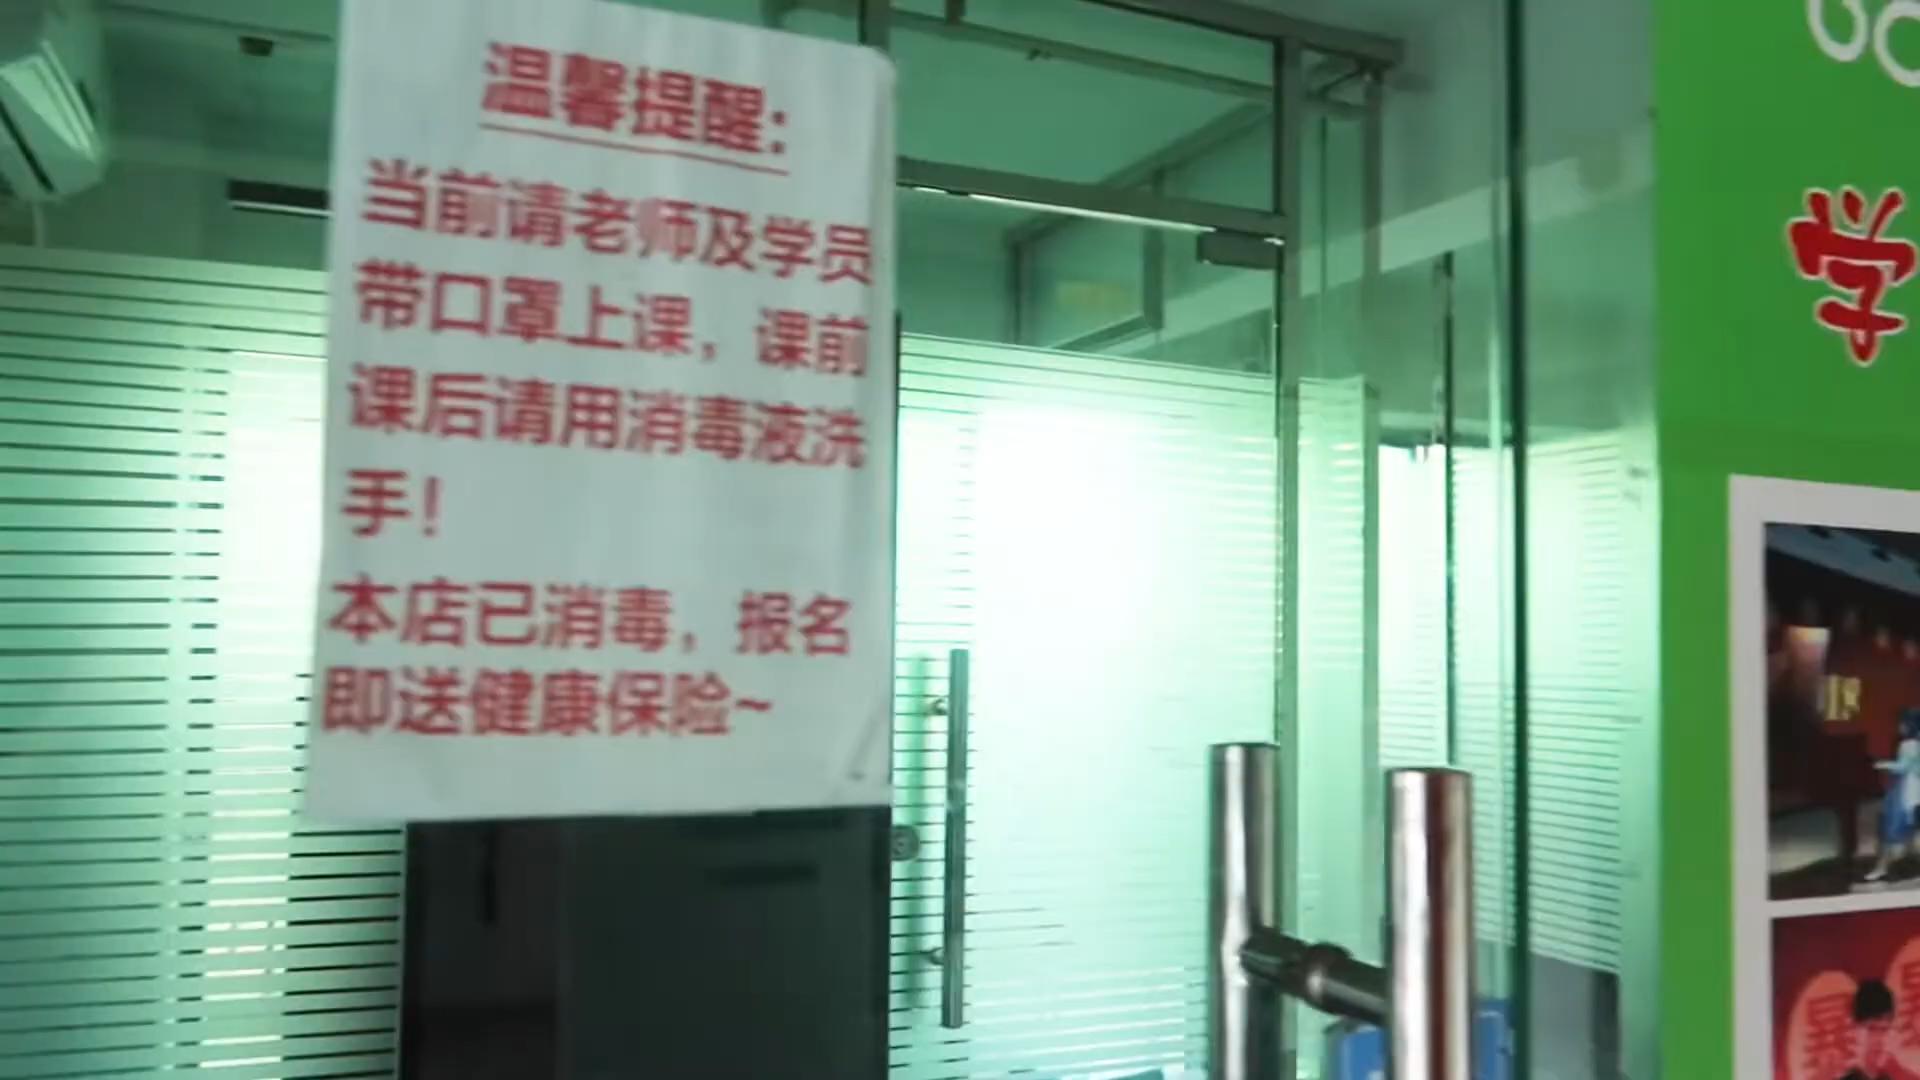 温馨提醒：
当前请老师及学员
带口罩上课，课前
课后请用消毒液洗
手！
本店已消毒，报名
即送健康保险~
学